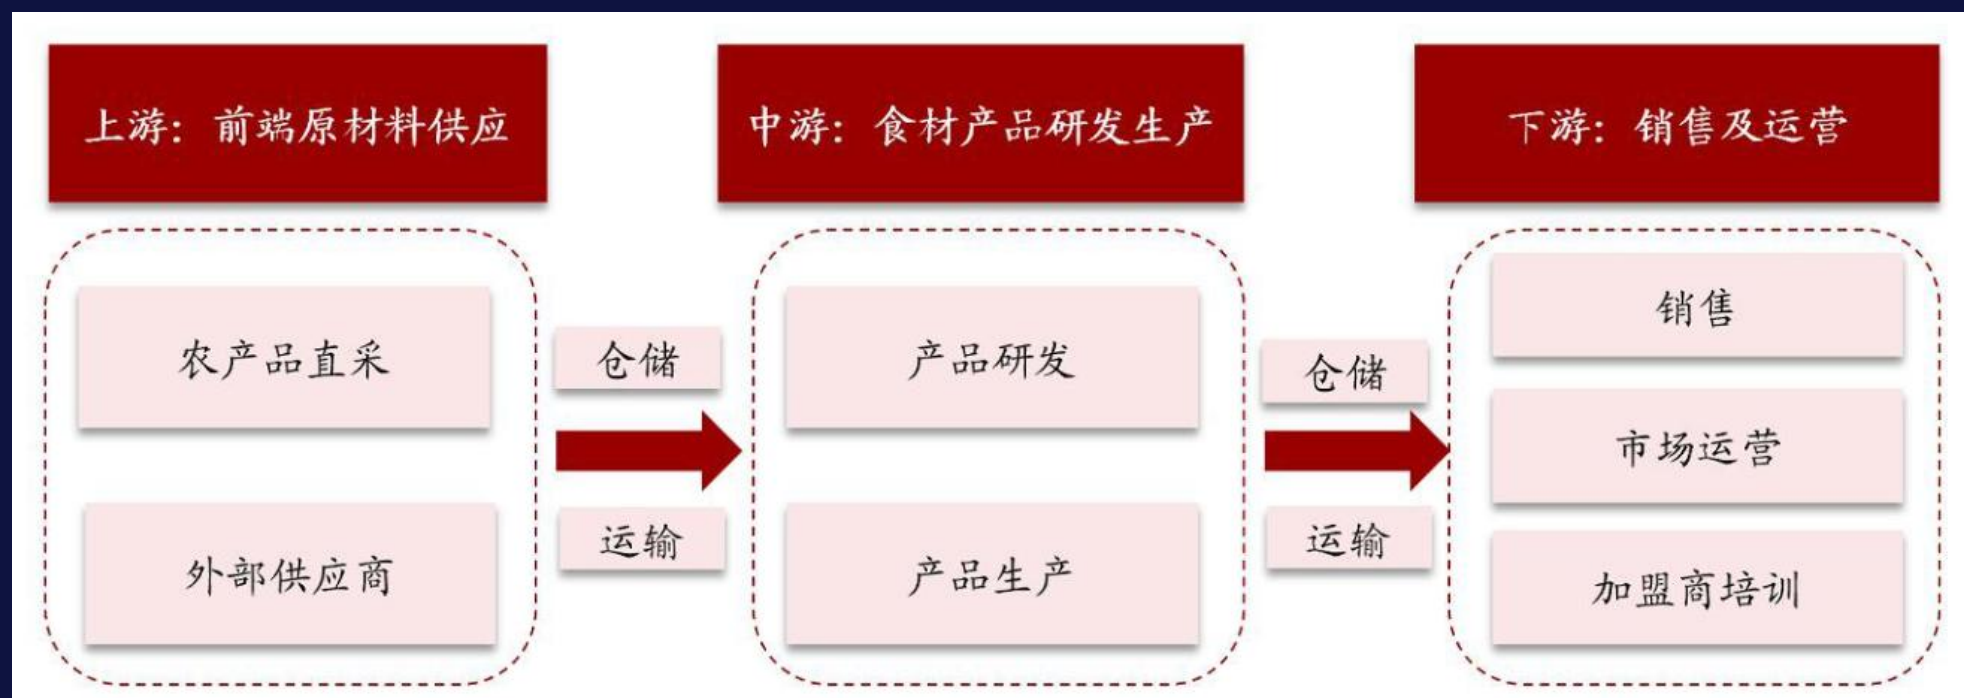 上游：前端原材料供应
中游：食材产品研发生产
下游：销售及运营
农产品直采
外部供应商
仓储
运输
产品研发
产品生产
仓储
运输
销售
市场运营
加盟商培训